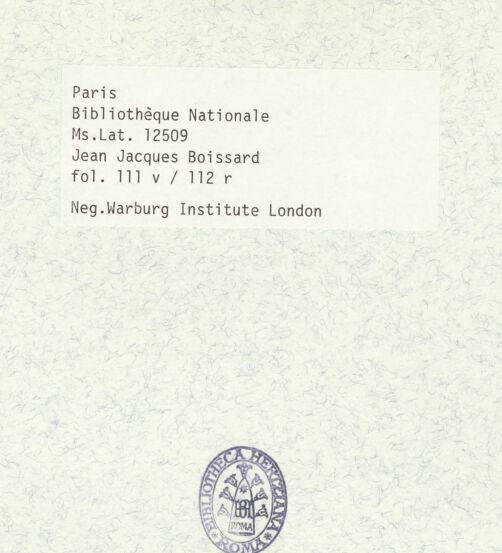 Paris
Bibliothèque Nationale
Ms.Lat. 12509
Jean Jacques Boissard
fol. 111 v / 112 r
Neg.Warburg Institute London
BIBLIOTHECA HERTZIANA
ROMA
ROMA